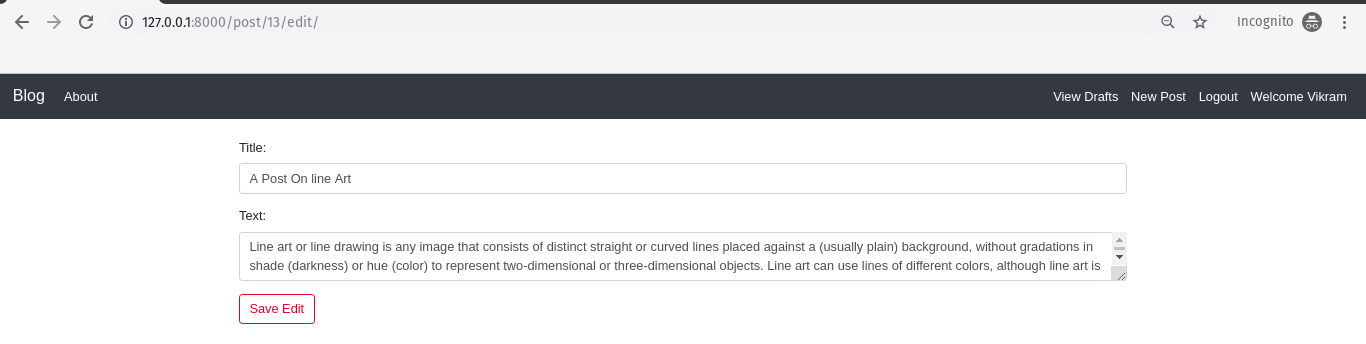 127.0.0.1:8000/post/13/edit/ Incognito
Blog About View Drafts New Post Logout Welcome Vikram
Title:
A Post On line Art
Text:
Line art or line drawing is any image that consists of distinct straight or curved lines placed against a (usually plain) background, without gradations in
shade (darkness) or hue (color) to represent two-dimensional or three-dimensional objects. Line art can use lines of different colors, although line art is
Save Edit